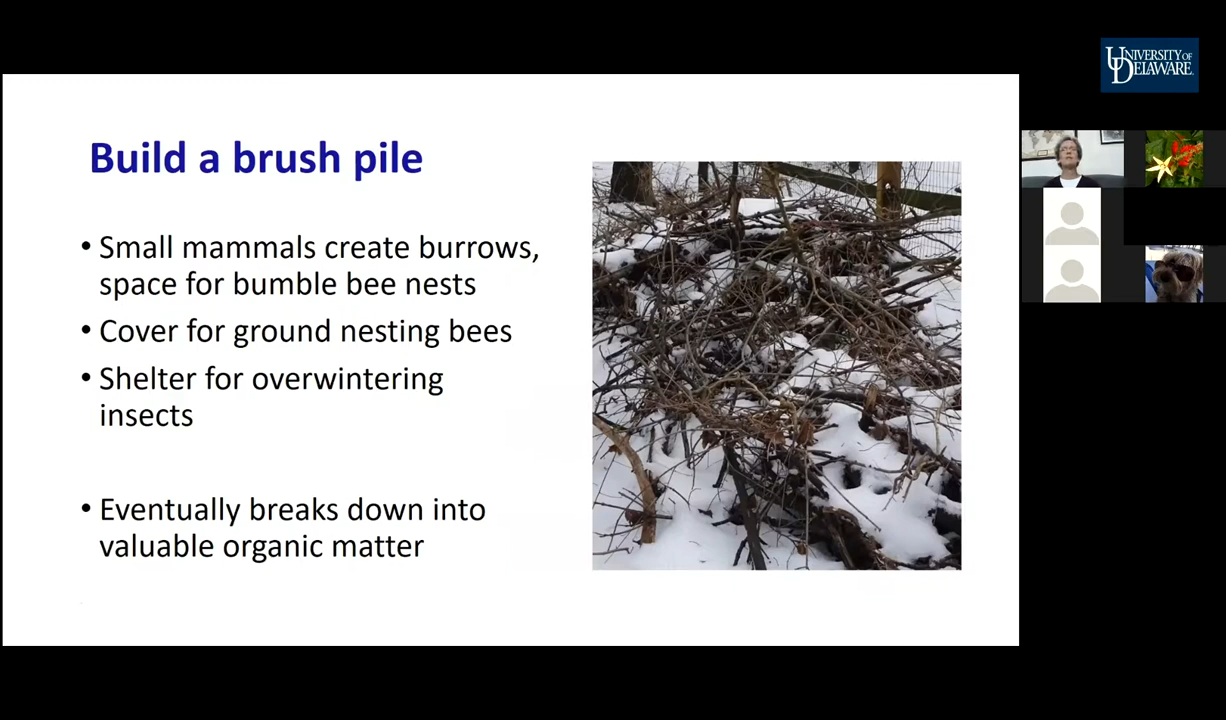 UNIVERSITY OF
DELAWARE
Build a brush pile
• Small mammals create burrows,
space for bumble bee nests
• Cover for ground nesting bees
• Shelter for overwintering
insects
• Eventually breaks down into
valuable organic matter